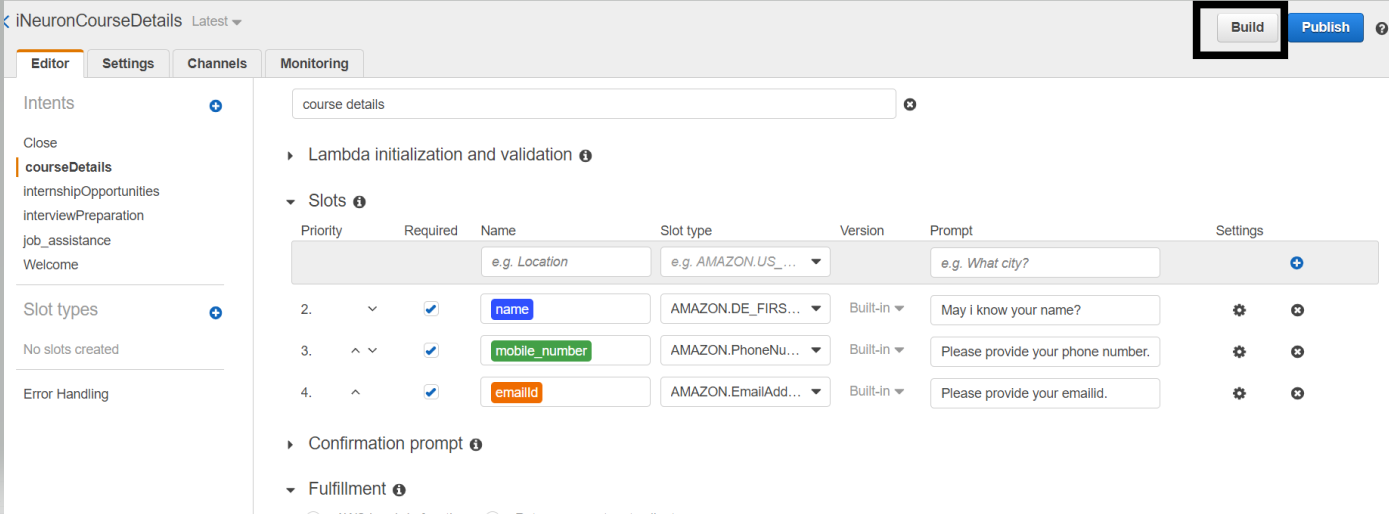 iNeuronCourseDetails Latest
Build Publish
Editor Settings Channels Monitoring
Intents
Close
courseDetails
internshipOpportunities
interviewPreparation
job_assistance
Welcome
Slot types
No slots created
Error Handling
course details
Lambda initialization and validation
Slots
Priority Required Name Slot type Version Prompt Settings
e.g. Location e.g. AMAZON.US_... e.g. What city?
2. name AMAZON.DE_FIRS... Built-in May i know your name?
3. mobile_number AMAZON.PhoneNu... Built-in Please provide your phone number.
4. emailId AMAZON.EmailAdd... Built-in Please provide your emailid.
Confirmation prompt
Fulfillment